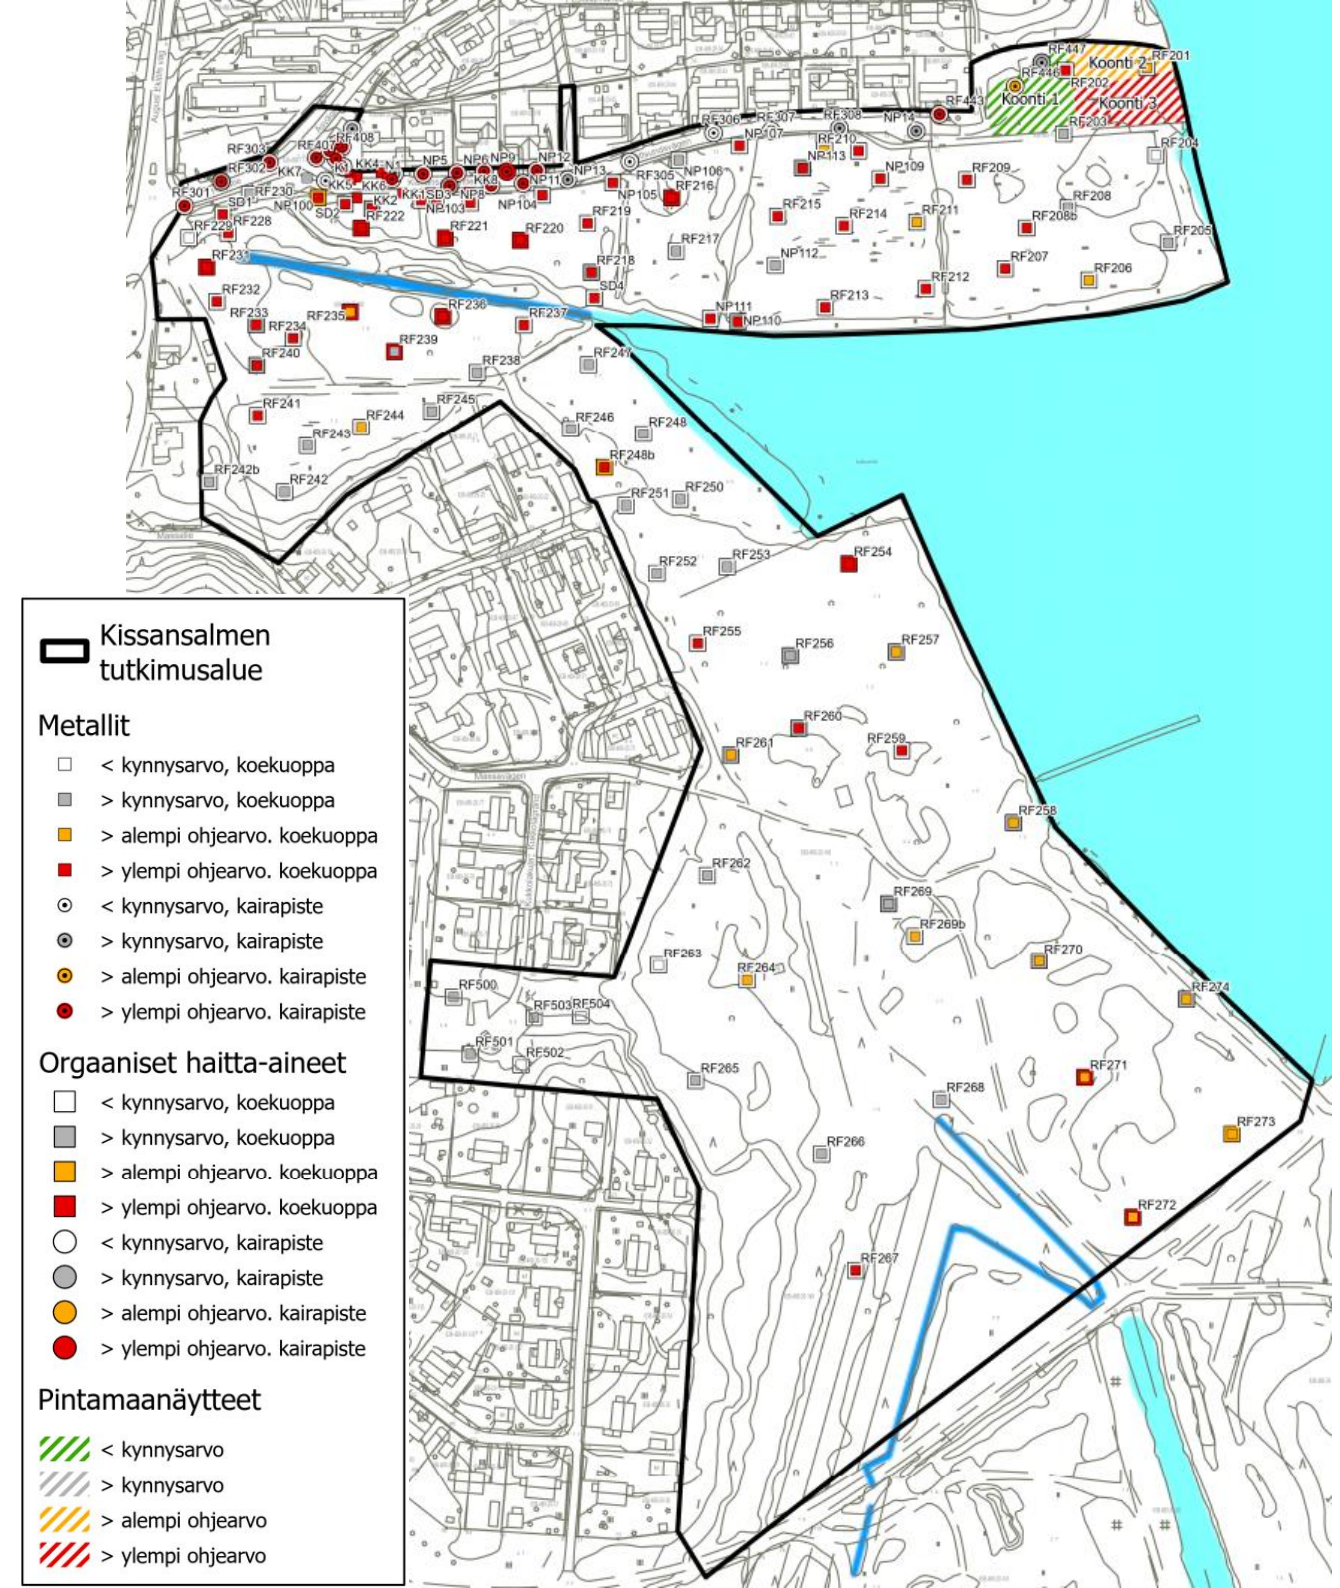 RF447
Koonti 2
RF201
RF446
RF202
Koonti 1
Koonti 3
RF443
RF203
RF204
RF306
RF307
RF308
NP14
NP107
RF210
NP113
RF408
RF407
RF303
RF302
RF301
KK7
K1
KK4
N1
NP5
NP6
NP9
NP12
NP13
RF305
NP106
NP109
RF209
RF208
RF230
SD1
NP100
KK5
KK6
KK1
SD3
NP8
KK8
NP11
NP105
RF216
SD2
KK2
NP103
NP104
RF229
RF228
RF222
RF221
RF220
RF219
RF215
RF214
RF211
RF208b
RF205
RF217
RF218
NP112
RF207
RF206
RF231
RF232
SD4
RF212
RF213
RF233
RF234
RF235
RF236
RF237
NP111
NP110
RF240
RF239
RF238
RF247
RF241
RF244
RF245
RF246
RF248
RF243
RF242b
RF242
RF248b
RF251
RF250
RF252
RF253
RF254
RF255
RF256
RF257
RF260
RF259
RF261
RF258
RF262
RF269
RF269b
RF263
RF264
RF270
RF274
RF500
RF503
RF504
RF501
RF502
RF265
RF268
RF271
RF273
RF266
RF272
RF267
Massavägen
Kissansalmen
tutkimusalue
Metallit
< kynnysarvo, koekuoppa
> kynnysarvo, koekuoppa
> alempi ohjearvo. koekuoppa
> ylempi ohjearvo. koekuoppa
< kynnysarvo, kairapiste
> kynnysarvo, kairapiste
> alempi ohjearvo. kairapiste
> ylempi ohjearvo. kairapiste
Orgaaniset haitta-aineet
< kynnysarvo, koekuoppa
> kynnysarvo, koekuoppa
> alempi ohjearvo. koekuoppa
> ylempi ohjearvo. koekuoppa
< kynnysarvo, kairapiste
> kynnysarvo, kairapiste
> alempi ohjearvo. kairapiste
> ylempi ohjearvo. kairapiste
Pintamaanäytteet
< kynnysarvo
> kynnysarvo
> alempi ohjearvo
> ylempi ohjearvo